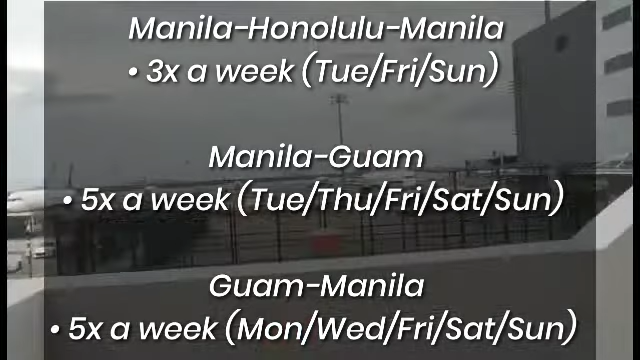 Manila-Honolulu-Manila
• 3x a week (Tue/Fri/Sun)
Manila-Guam
• 5x a week (Tue/Thu/Fri/Sat/Sun)
Guam-Manila
• 5x a week (Mon/Wed/Fri/Sat/Sun)